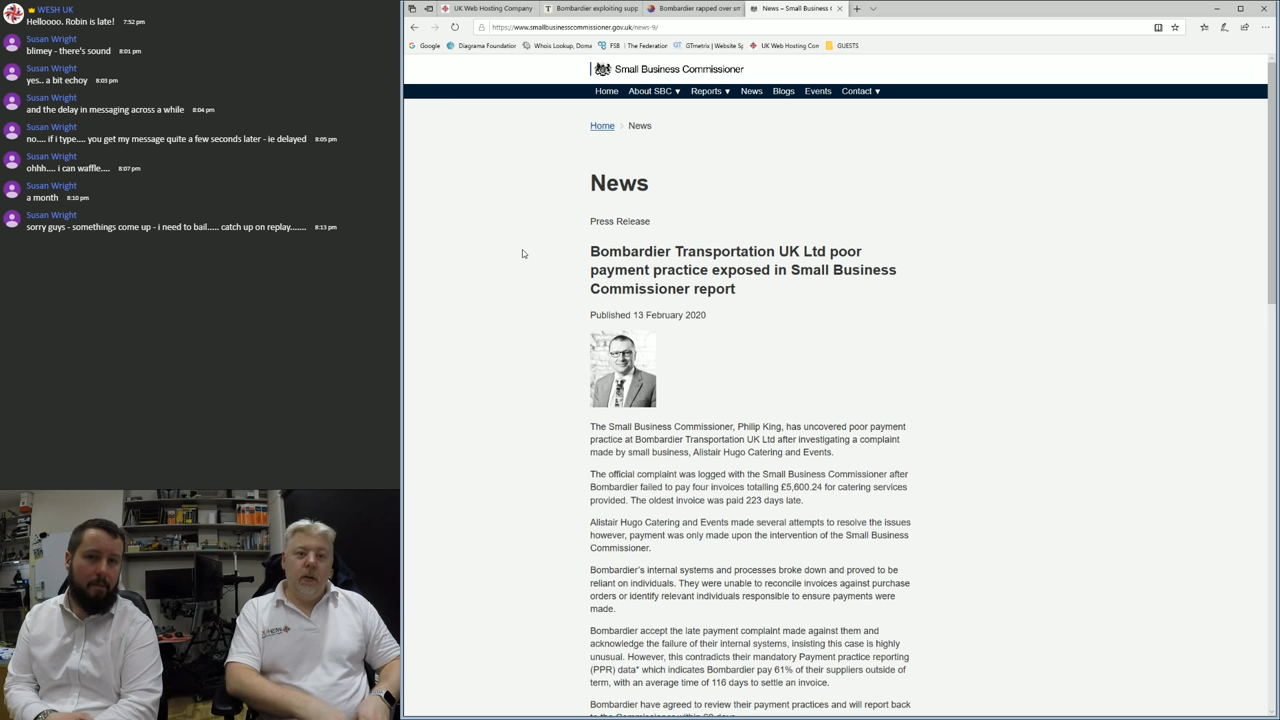 WESH UK
Helloooo. Robin is late! 7:52 pm
Susan Wright
blimey - there's sound 8:01 pm
Susan Wright
yes.. a bit echoy 8:03 pm
Susan Wright
and the delay in messaging across a while 8:04 pm
Susan Wright
no.... if i type.... you get my message quite a few seconds later - ie delayed 8:05 pm
Susan Wright
ohhh.... i can waffle.... 8:07 pm
Susan Wright
a month 8:10 pm
Susan Wright
sorry guys - somethings come up - i need to bail..... catch up on replay....... 8:13 pm
UK Web Hosting Company
Bombardier exploiting supp
Bombardier rapped over sm
News – Small Business C
https://www.smallbusinesscommissioner.gov.uk/news-9/
Google Diagrama Foundation Whois Lookup, Doma FSB | The Federation GTmetrix | Website Sp UK Web Hosting Con GUESTS
Small Business Commissioner
Home About SBC ▼ Reports ▼ News Blogs Events Contact ▼
Home > News
News
Press Release
Bombardier Transportation UK Ltd poor
payment practice exposed in Small Business
Commissioner report
Published 13 February 2020
The Small Business Commissioner, Philip King, has uncovered poor payment
practice at Bombardier Transportation UK Ltd after investigating a complaint
made by small business, Alistair Hugo Catering and Events.
The official complaint was logged with the Small Business Commissioner after
Bombardier failed to pay four invoices totalling £5,600.24 for catering services
provided. The oldest invoice was paid 223 days late.
Alistair Hugo Catering and Events made several attempts to resolve the issues
however, payment was only made upon the intervention of the Small Business
Commissioner.
Bombardier's internal systems and processes broke down and proved to be
reliant on individuals. They were unable to reconcile invoices against purchase
orders or identify relevant individuals responsible to ensure payments were
made.
Bombardier accept the late payment complaint made against them and
acknowledge the failure of their internal systems, insisting this case is highly
unusual. However, this contradicts their mandatory Payment practice reporting
(PPR) data* which indicates Bombardier pay 61% of their suppliers outside of
term, with an average time of 116 days to settle an invoice.
Bombardier have agreed to review their payment practices and will report back